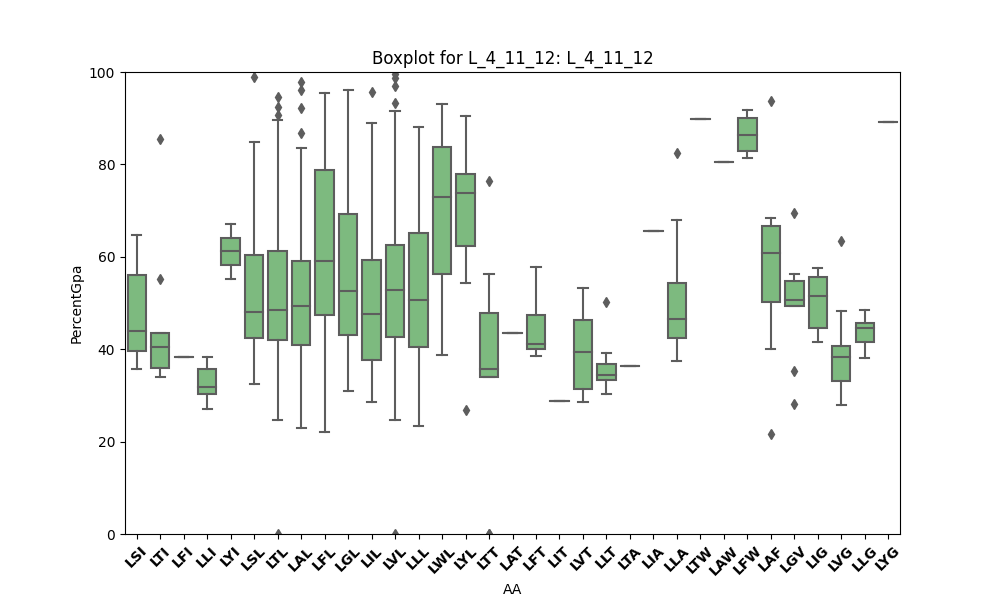 Boxplot for L_4_11_12: L_4_11_12
100
80
60
40
20
0
PercentGpa
LSI LTI LFI LLI LYI LSL LTL LAL LFL LGL LIL LVL LLL LWL LYL LTT LAT LFT LIT LVT LLT LTA LIA LLA LTW LAW LFW LAF LGV LIG LVG LLG LYG
AA